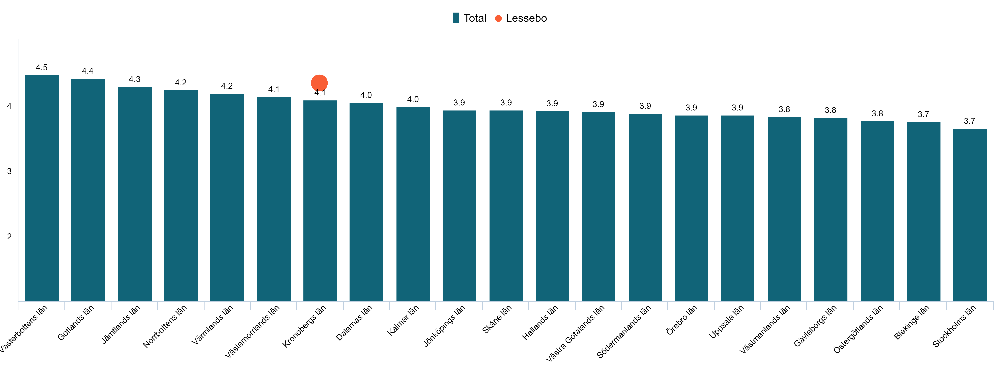 Total Lessebo
4.5 4.4 4.3 4.2 4.2 4.1 4.1 4.0 4.0 3.9 3.9 3.9 3.9 3.9 3.9 3.9 3.8 3.8 3.8 3.7 3.7
4
3
2
Västerbottens län
Gotlands län
Jämtlands län
Norrbottens län
Värmlands län
Västernorrlands län
Kronobergs län
Dalarnas län
Kalmar län
Jönköpings län
Skåne län
Hallands län
Västra Götalands län
Södermanlands län
Örebro län
Uppsala län
Västmanlands län
Gävleborgs län
Östergötlands län
Blekinge län
Stockholms län